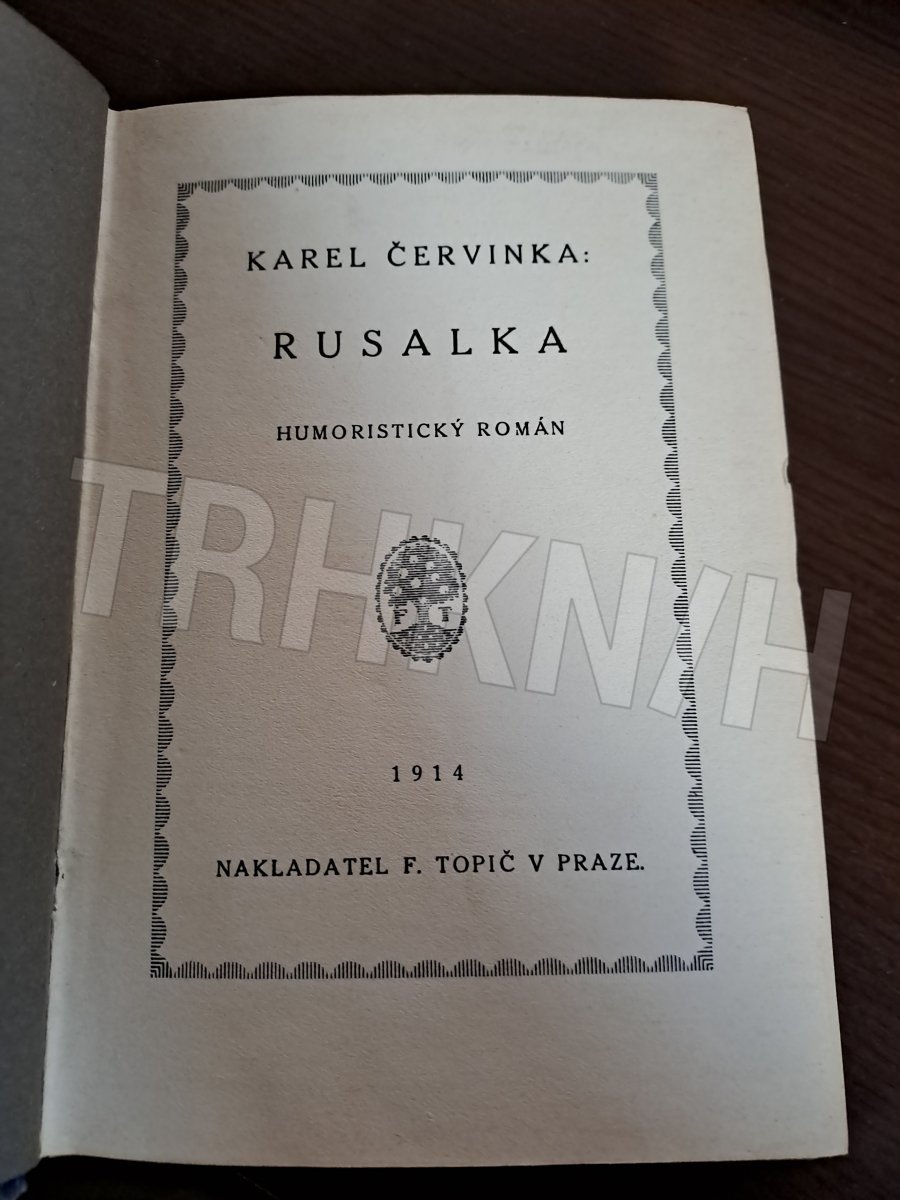 KAREL ČERVINKA:
RUSALKA
HUMORISTICKÝ ROMÁN
TRHKNIH
F T
1914
NAKLADATEL F. TOPIČ V PRAZE.